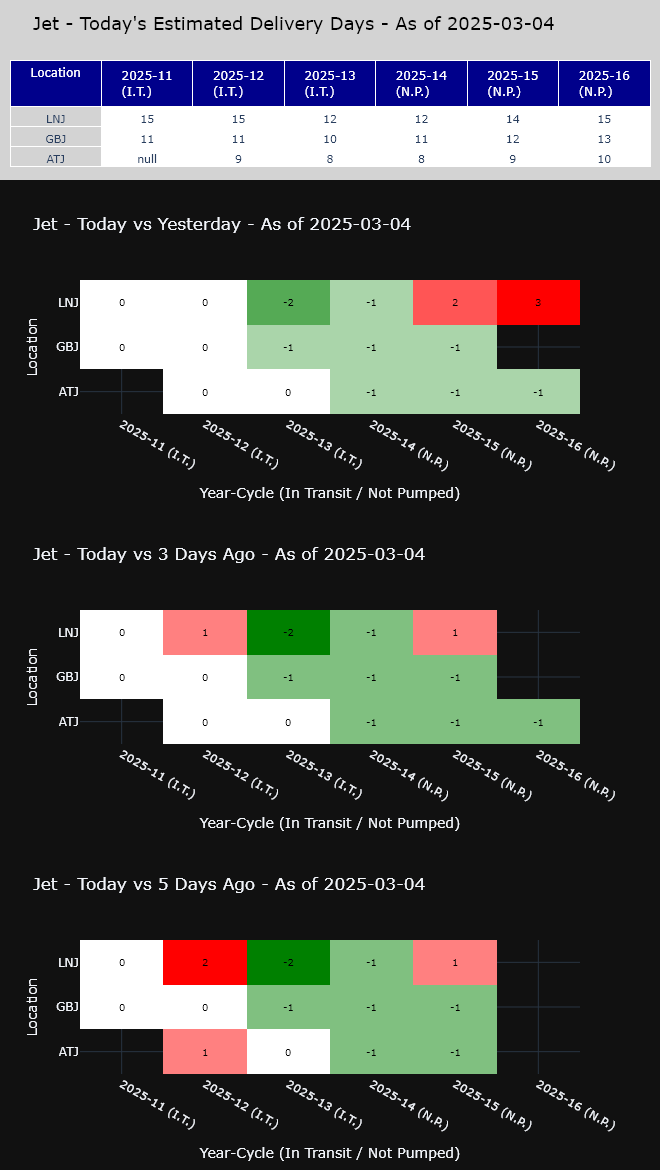 Jet - Today's Estimated Delivery Days - As of 2025-03-04
Location 2025-11 (I.T.) 2025-12 (I.T.) 2025-13 (I.T.) 2025-14 (N.P.) 2025-15 (N.P.) 2025-16 (N.P.)
LNJ 15 15 12 12 14 15
GBJ 11 11 10 11 12 13
ATJ null 9 8 8 9 10
Jet - Today vs Yesterday - As of 2025-03-04
Location
LNJ 0 0 -2 -1 2 3
GBJ 0 0 -1 -1 -1
ATJ 0 0 -1 -1 -1
2025-11 (I.T.) 2025-12 (I.T.) 2025-13 (I.T.) 2025-14 (N.P.) 2025-15 (N.P.) 2025-16 (N.P.)
Year-Cycle (In Transit / Not Pumped)
Jet - Today vs 3 Days Ago - As of 2025-03-04
Location
LNJ 0 1 -2 -1 1
GBJ 0 0 -1 -1 -1
ATJ 0 0 -1 -1 -1
2025-11 (I.T.) 2025-12 (I.T.) 2025-13 (I.T.) 2025-14 (N.P.) 2025-15 (N.P.) 2025-16 (N.P.)
Year-Cycle (In Transit / Not Pumped)
Jet - Today vs 5 Days Ago - As of 2025-03-04
Location
LNJ 0 2 -2 -1 1
GBJ 0 0 -1 -1 -1
ATJ 1 0 -1 -1
2025-11 (I.T.) 2025-12 (I.T.) 2025-13 (I.T.) 2025-14 (N.P.) 2025-15 (N.P.) 2025-16 (N.P.)
Year-Cycle (In Transit / Not Pumped)